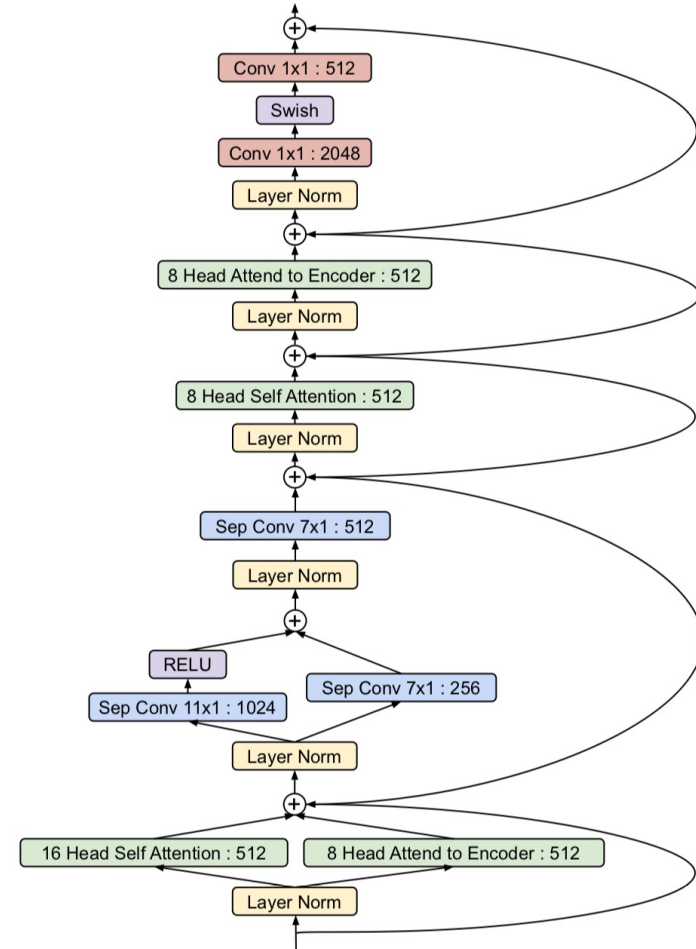 +
Conv 1x1 : 512
Swish
Conv 1x1 : 2048
Layer Norm
+
8 Head Attend to Encoder : 512
Layer Norm
+
8 Head Self Attention : 512
Layer Norm
+
Sep Conv 7x1 : 512
Layer Norm
+
RELU
Sep Conv 7x1 : 256
Sep Conv 11x1 : 1024
Layer Norm
+
16 Head Self Attention : 512
8 Head Attend to Encoder : 512
Layer Norm